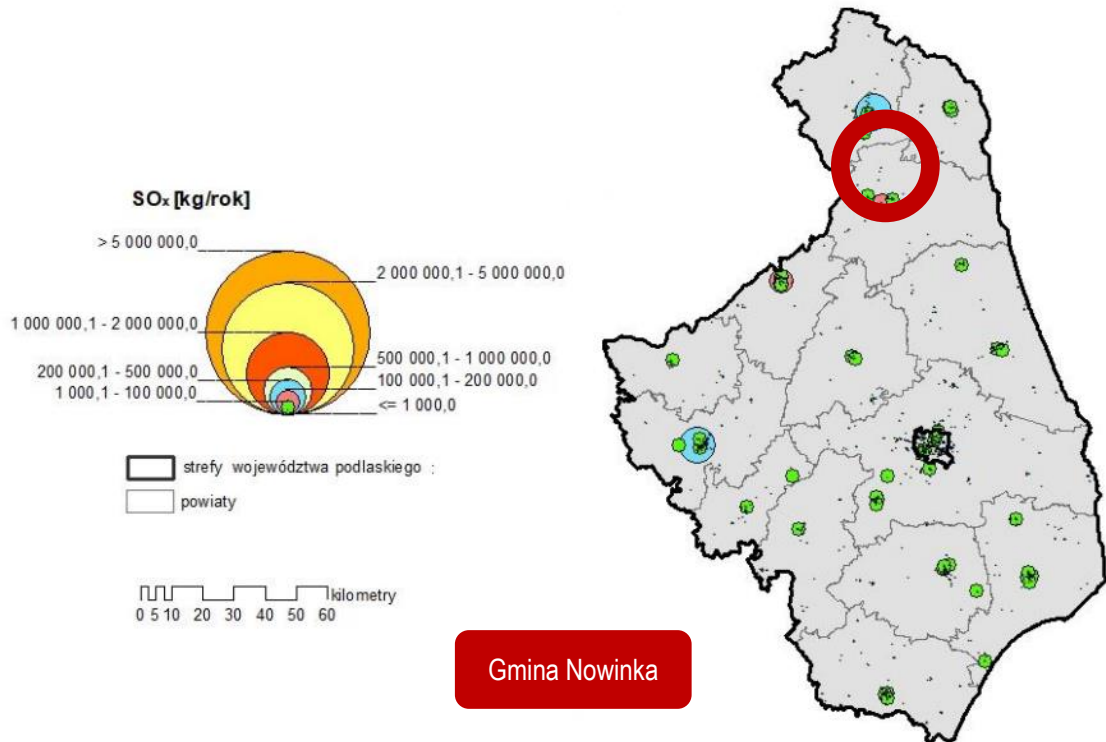 SOx [kg/rok]
> 5 000 000,0
2 000 000,1 - 5 000 000,0
1 000 000,1 - 2 000 000,0
500 000,1 - 1 000 000,0
200 000,1 - 500 000,0
100 000,1 - 200 000,0
1 000,1 - 100 000,0
<= 1 000,0
strefy województwa podlaskiego :
powiaty
kilometry
0 5 10 20 30 40 50 60
Gmina Nowinka